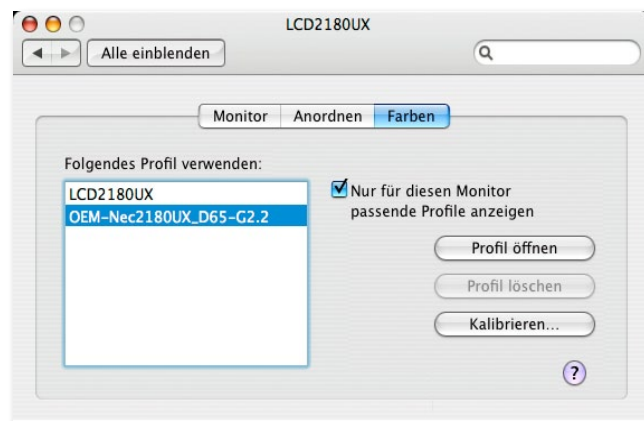 LCD2180UX
Alle einblenden
Monitor
Anordnen
Farben
Folgendes Profil verwenden:
LCD2180UX
OEM-Nec2180UX_D65-G2.2
Nur für diesen Monitor
passende Profile anzeigen
Profil öffnen
Profil löschen
Kalibrieren...
?